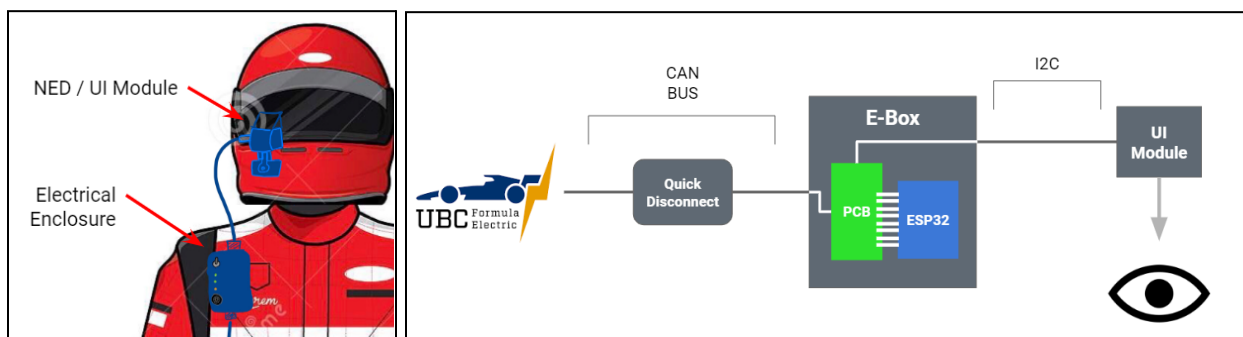 NED / UI Module
Electrical
Enclosure
CAN
BUS
I2C
E-Box
UI
Module
Quick
Disconnect
PCB
ESP32
UBC Formula
Electric